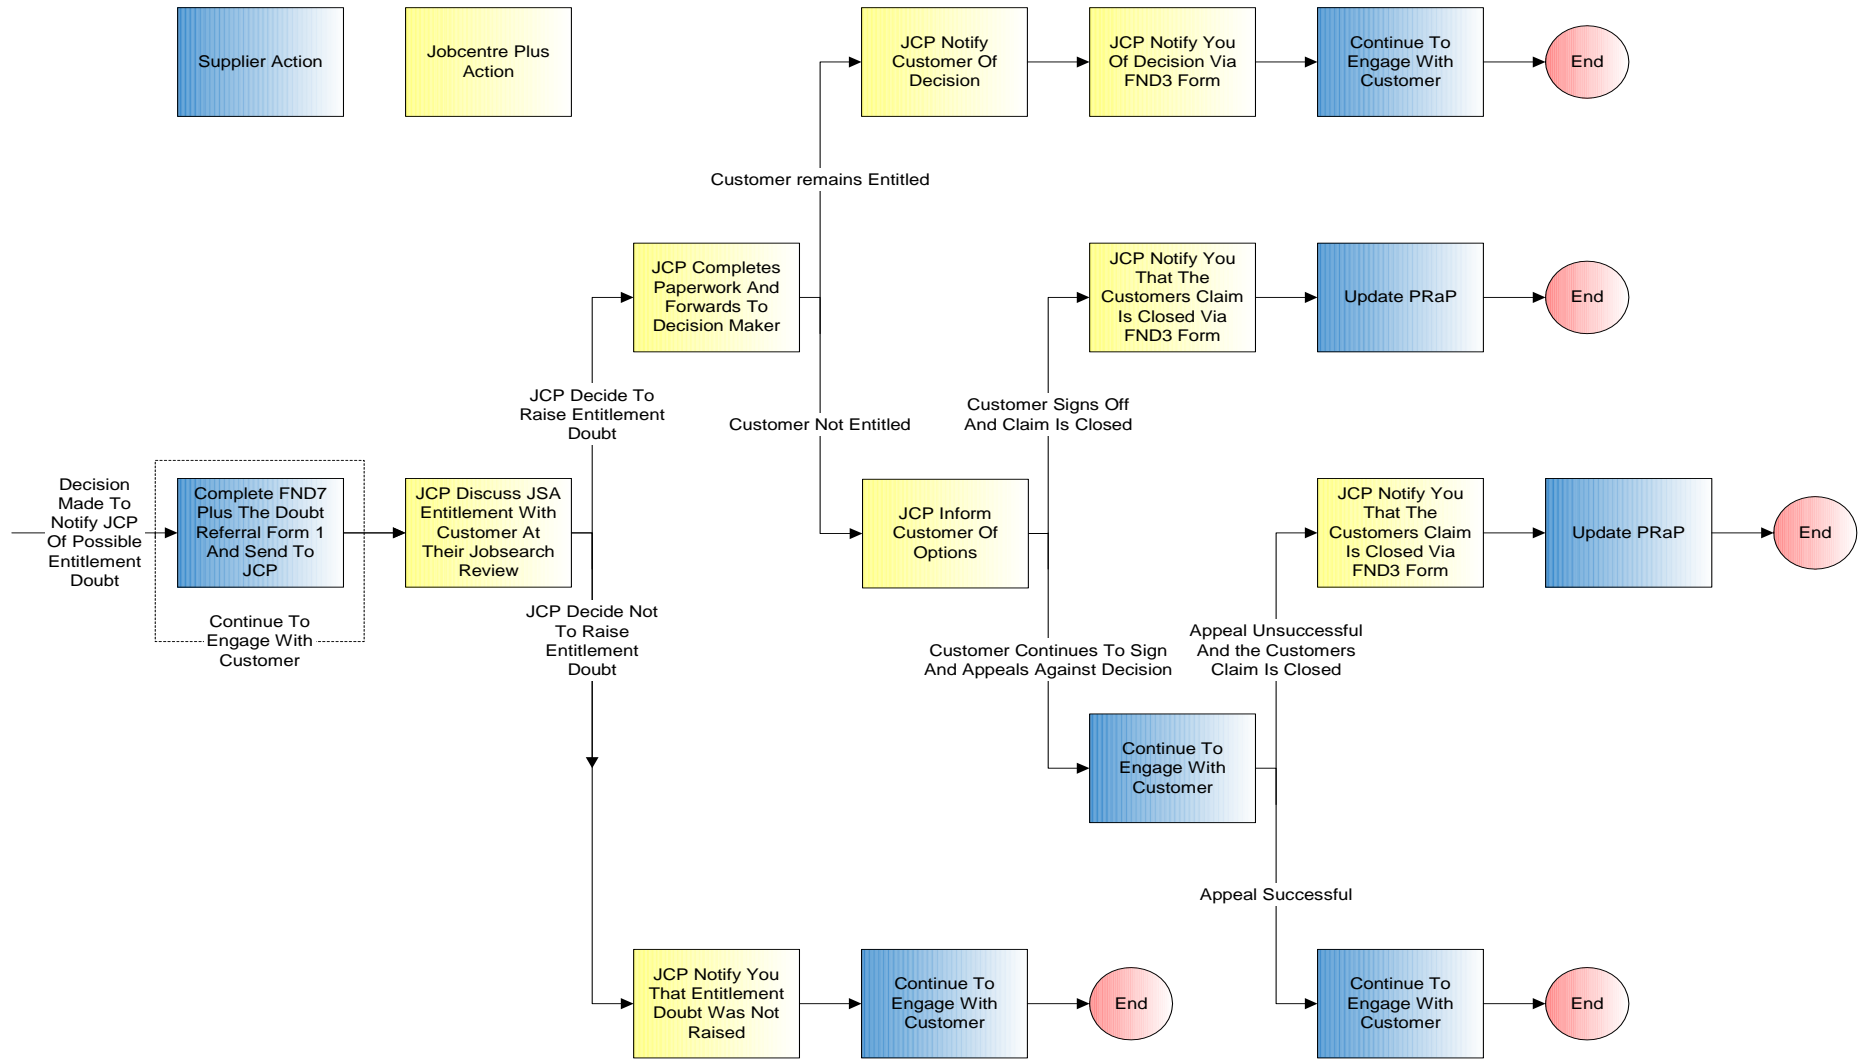 Supplier Action
Jobcentre Plus
Action
JCP Notify
Customer Of
Decision
JCP Notify You
Of Decision Via
FND3 Form
Continue To
Engage With
Customer
End
Customer remains Entitled
JCP Completes
Paperwork And
Forwards To
Decision Maker
JCP Notify You
That The
Customers Claim
Is Closed Via
FND3 Form
Update PRaP
End
JCP Decide To
Raise Entitlement
Doubt
Customer Not Entitled
Customer Signs Off
And Claim Is Closed
Decision
Made To
Notify JCP
Of Possible
Entitlement
Doubt
Complete FND7
Plus The Doubt
Referral Form 1
And Send To
JCP
Continue To
Engage With
Customer
JCP Discuss JSA
Entitlement With
Customer At
Their Jobsearch
Review
JCP Inform
Customer Of
Options
JCP Notify You
That The
Customers Claim
Is Closed Via
FND3 Form
Update PRaP
End
JCP Decide Not
To Raise
Entitlement
Doubt
Customer Continues To Sign
And Appeals Against Decision
Appeal Unsuccessful
And the Customers
Claim Is Closed
Continue To
Engage With
Customer
Appeal Successful
JCP Notify You
That Entitlement
Doubt Was Not
Raised
Continue To
Engage With
Customer
End
Continue To
Engage With
Customer
End